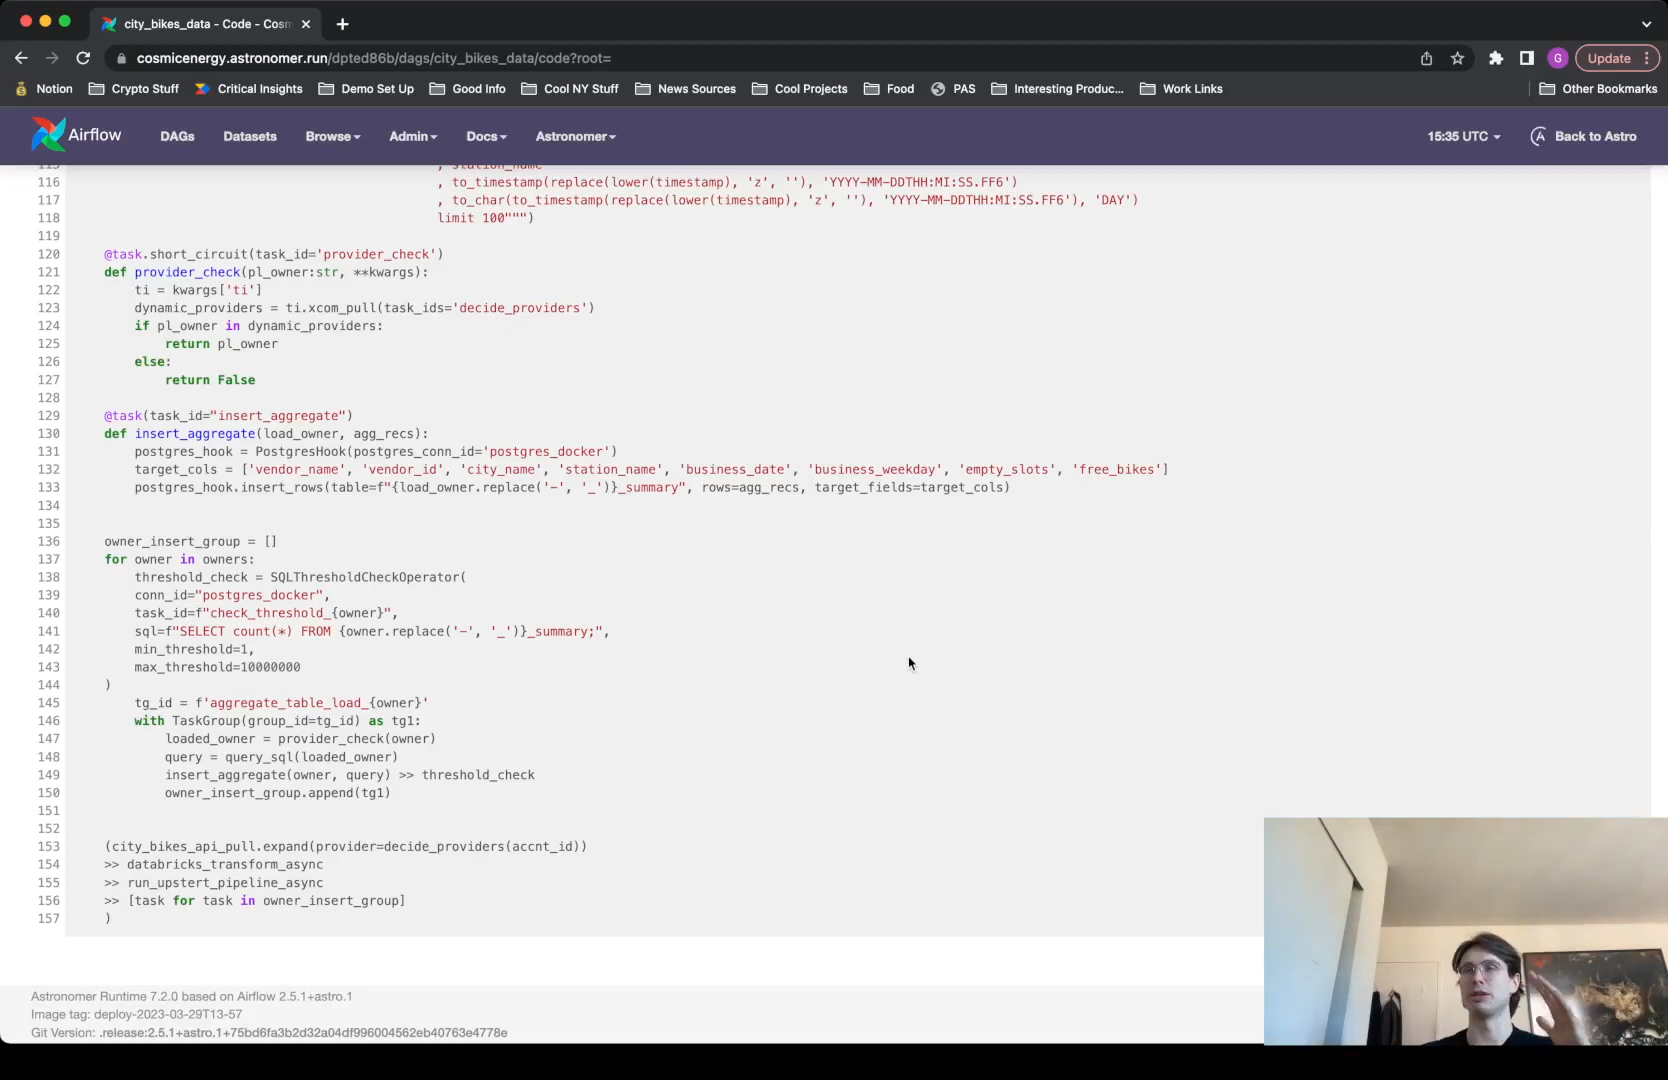 city_bikes_data - Code - Cosm
cosmicenergy.astronomer.run/dpted86b/dags/city_bikes_data/code?root=
G
Update
Notion
Crypto Stuff
Critical Insights
Demo Set Up
Good Info
Cool NY Stuff
News Sources
Cool Projects
Food
PAS
Interesting Produc...
Work Links
Other Bookmarks
Airflow
DAGs
Datasets
Browse
Admin
Docs
Astronomer
15:35 UTC
Back to Astro
115 , station_name
116 , to_timestamp(replace(lower(timestamp), 'z', ''), 'YYYY-MM-DDTHH:MI:SS.FF6')
117 , to_char(to_timestamp(replace(lower(timestamp), 'z', ''), 'YYYY-MM-DDTHH:MI:SS.FF6'), 'DAY')
118 limit 100""")
119
120 @task.short_circuit(task_id='provider_check')
121 def provider_check(pl_owner:str, **kwargs):
122 ti = kwargs['ti']
123 dynamic_providers = ti.xcom_pull(task_ids='decide_providers')
124 if pl_owner in dynamic_providers:
125 return pl_owner
126 else:
127 return False
128
129 @task(task_id="insert_aggregate")
130 def insert_aggregate(load_owner, agg_recs):
131 postgres_hook = PostgresHook(postgres_conn_id='postgres_docker')
132 target_cols = ['vendor_name', 'vendor_id', 'city_name', 'station_name', 'business_date', 'business_weekday', 'empty_slots', 'free_bikes']
133 postgres_hook.insert_rows(table=f"{load_owner.replace('-', '_')}_summary", rows=agg_recs, target_fields=target_cols)
134
135
136 owner_insert_group = []
137 for owner in owners:
138 threshold_check = SQLThresholdCheckOperator(
139 conn_id="postgres_docker",
140 task_id=f"check_threshold_{owner}",
141 sql=f"SELECT count(*) FROM {owner.replace('-', '_')}_summary;",
142 min_threshold=1,
143 max_threshold=10000000
144 )
145 tg_id = f'aggregate_table_load_{owner}'
146 with TaskGroup(group_id=tg_id) as tg1:
147 loaded_owner = provider_check(owner)
148 query = query_sql(loaded_owner)
149 insert_aggregate(owner, query) >> threshold_check
150 owner_insert_group.append(tg1)
151
152
153 (city_bikes_api_pull.expand(provider=decide_providers(accnt_id))
154 >> databricks_transform_async
155 >> run_upstert_pipeline_async
156 >> [task for task in owner_insert_group]
157 )
Astronomer Runtime 7.2.0 based on Airflow 2.5.1+astro.1
Image tag: deploy-2023-03-29T13-57
Git Version: .release:2.5.1+astro.1+75bd6fa3b2d32a04df996004562eb40763e4778e